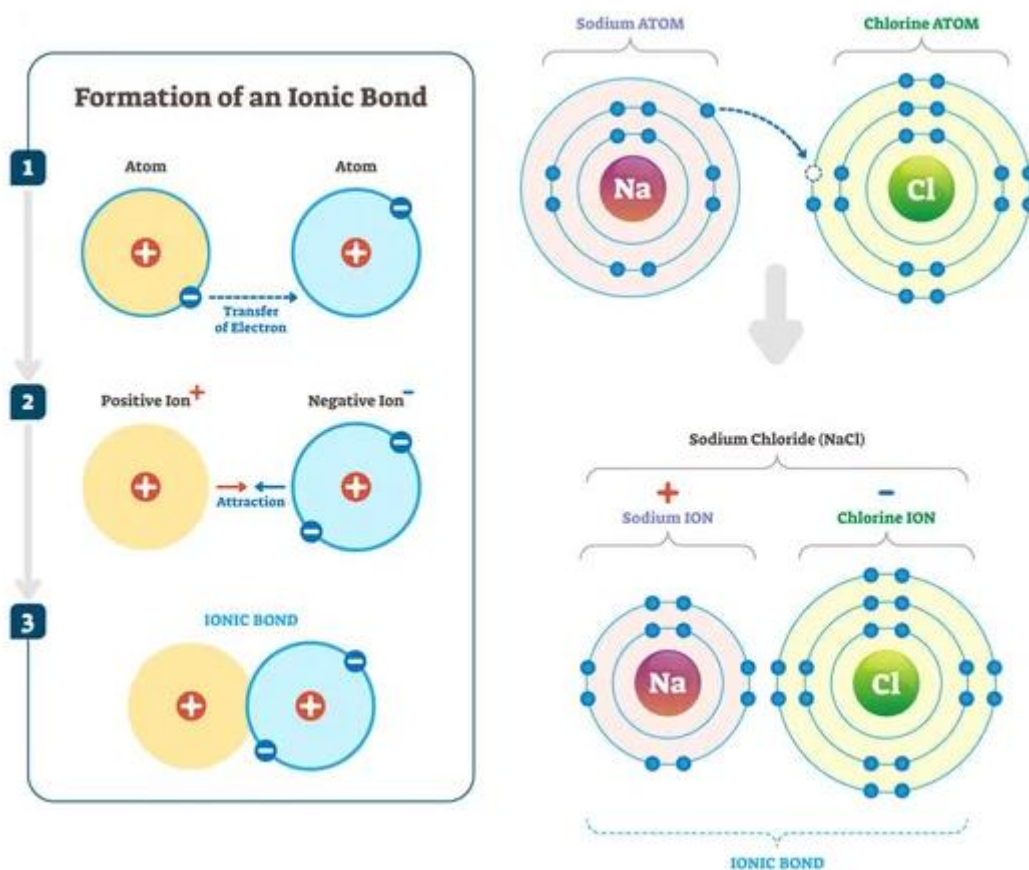 Formation of an Ionic Bond
1
Atom
Atom
Transfer
of Electron
2
Positive Ion+
Negative Ion-
Attraction
3
IONIC BOND
Sodium ATOM
Chlorine ATOM
Na
Cl
Sodium Chloride (NaCl)
+
-
Sodium ION
Chlorine ION
Na
Cl
IONIC BOND